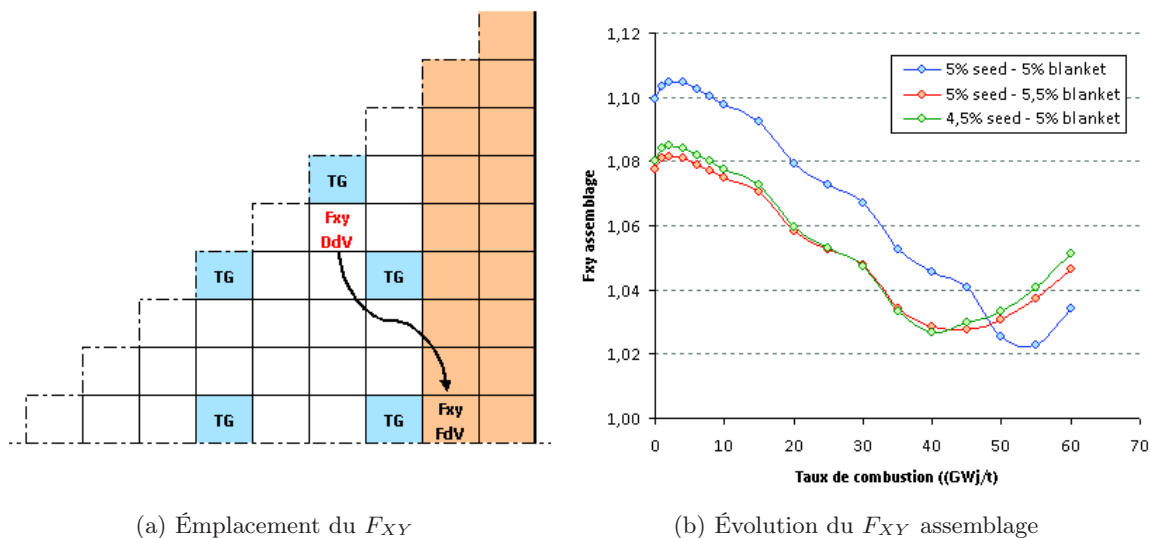 TG
Fxy
DdV
TG
TG
TG
TG
Fxy
FdV
1,12
1,10
1,08
1,06
1,04
1,02
1,00
Fxy assemblage
5% seed - 5% blanket
5% seed - 5,5% blanket
4,5% seed - 5% blanket
0 10 20 30 40 50 60 70
Taux de combustion ((GWj/t)
(a) Émplacement du FXY
(b) Évolution du FXY assemblage